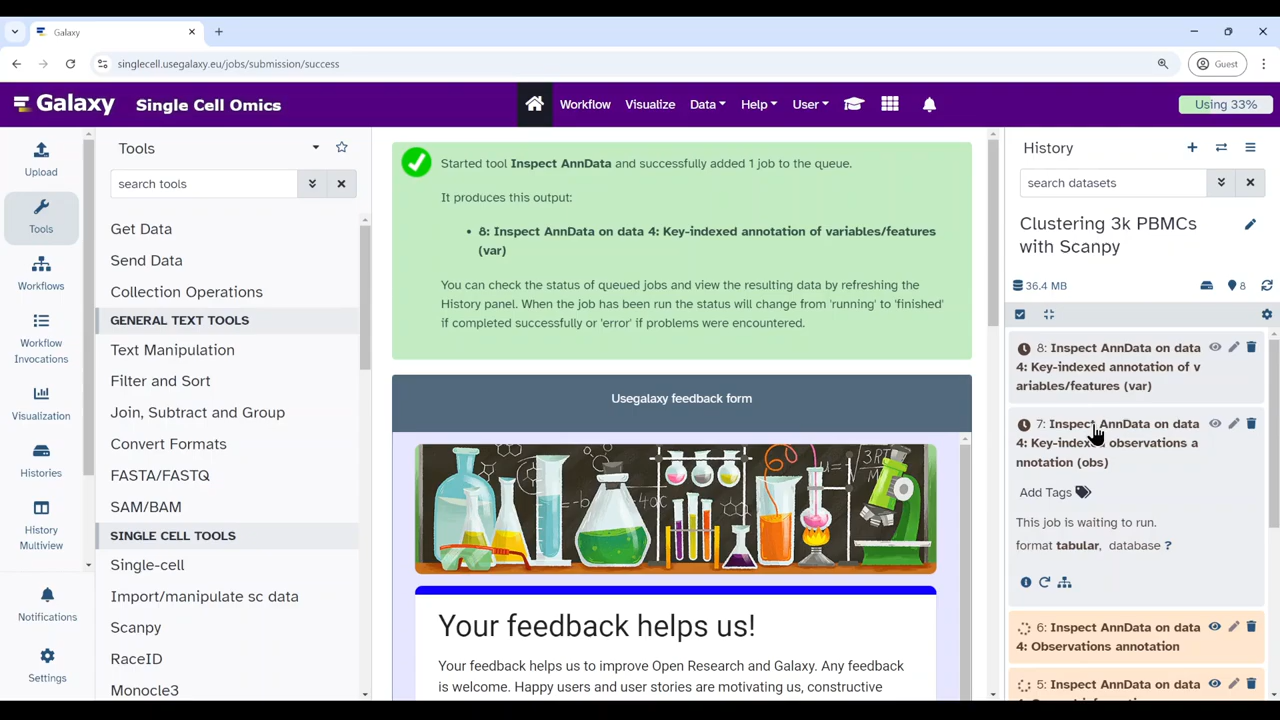 Galaxy
singlecell.usegalaxy.eu/jobs/submission/success
Guest
Galaxy Single Cell Omics
Workflow Visualize Data Help User
Using 33%
Upload
Tools
Workflows
Workflow
Invocations
Visualization
Histories
History
Multiview
Notifications
Settings
Tools
search tools
Get Data
Send Data
Collection Operations
GENERAL TEXT TOOLS
Text Manipulation
Filter and Sort
Join, Subtract and Group
Convert Formats
FASTA/FASTQ
SAM/BAM
SINGLE CELL TOOLS
Single-cell
Import/manipulate sc data
Scanpy
RaceID
Monocle3
Started tool Inspect AnnData and successfully added 1 job to the queue.
It produces this output:
• 8: Inspect AnnData on data 4: Key-indexed annotation of variables/features
(var)
You can check the status of queued jobs and view the resulting data by refreshing the
History panel. When the job has been run the status will change from 'running' to 'finished'
if completed successfully or 'error' if problems were encountered.
Usegalaxy feedback form
Your feedback helps us!
Your feedback helps us to improve Open Research and Galaxy. Any feedback
is welcome. Happy users and user stories are motivating us, constructive
History
search datasets
Clustering 3k PBMCs
with Scanpy
36.4 MB
8
8: Inspect AnnData on data
4: Key-indexed annotation of v
ariables/features (var)
7: Inspect AnnData on data
4: Key-indexed observations a
nnotation (obs)
Add Tags
This job is waiting to run.
format tabular, database ?
6: Inspect AnnData on data
4: Observations annotation
5: Inspect AnnData on data